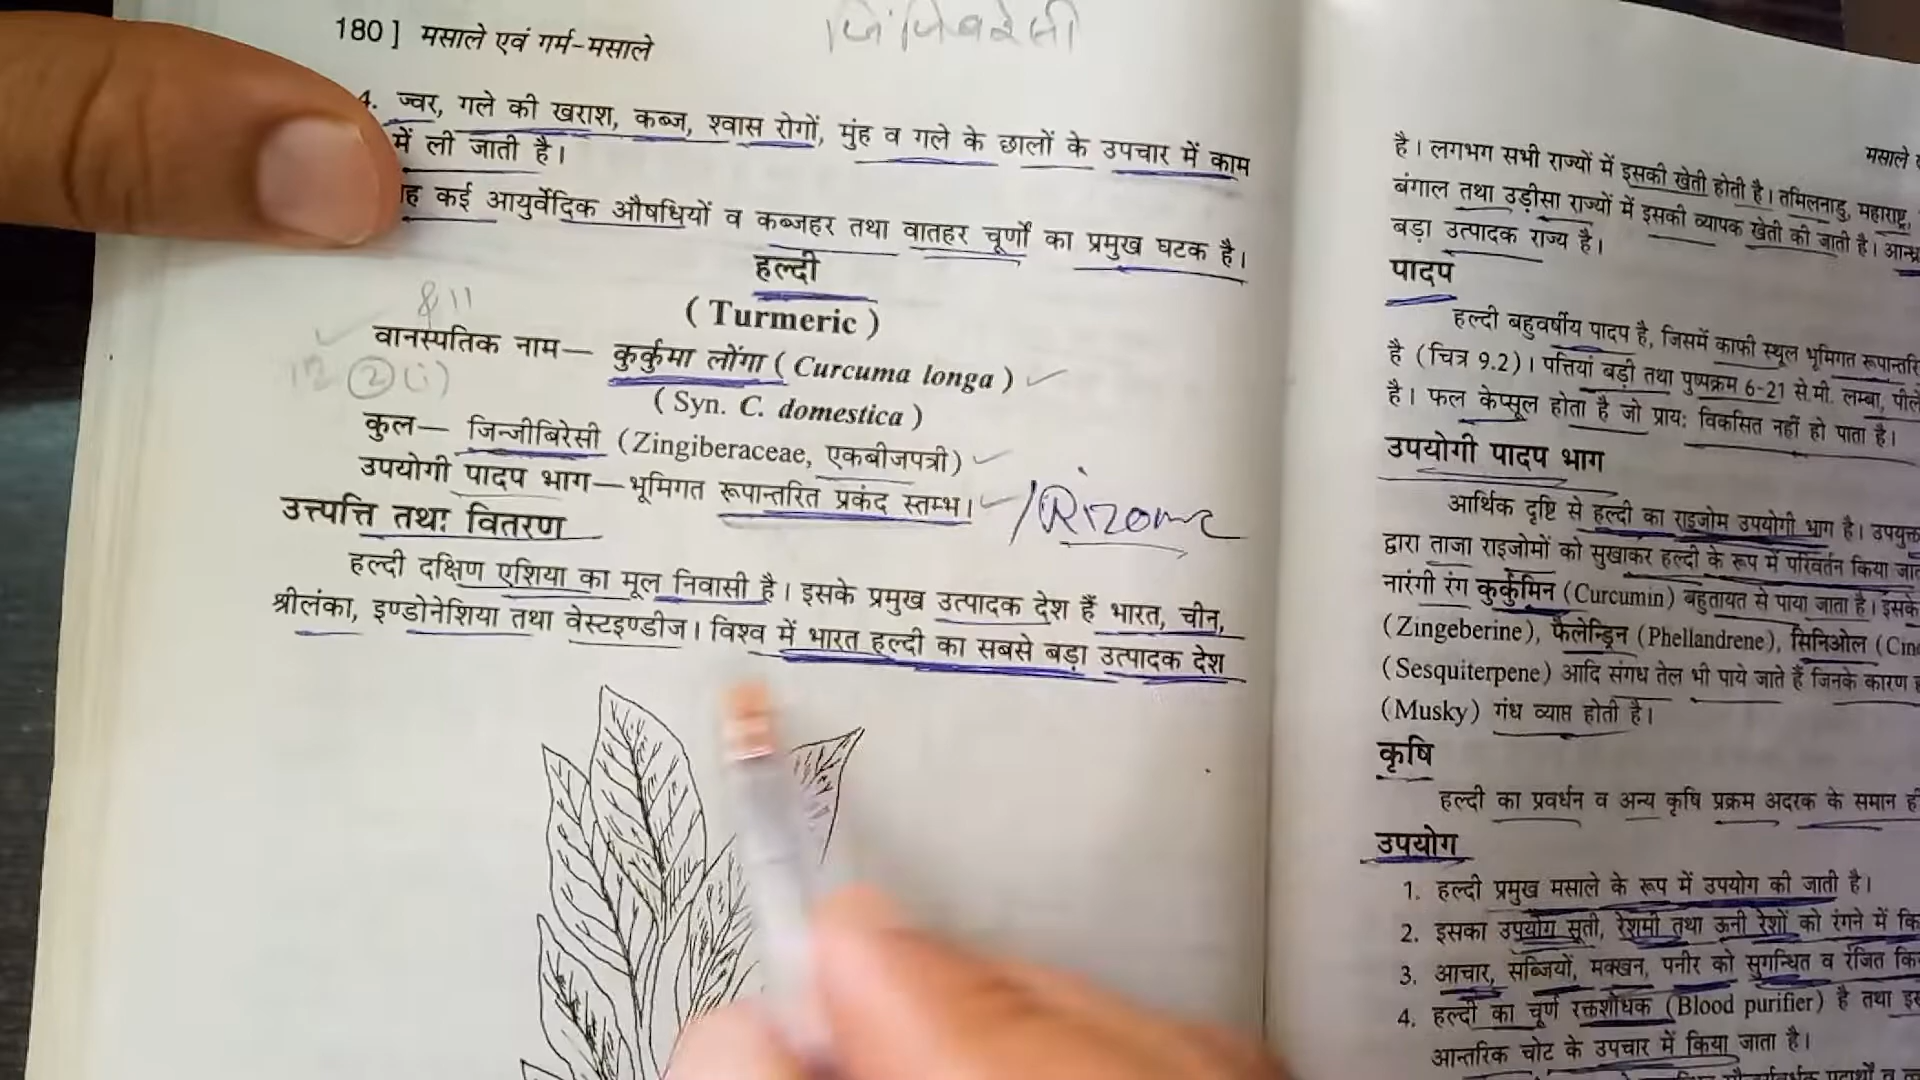 180] मसाले एवं गर्म-मसाले
जिंजिबरेसी
4. ज्वर, गले की खराश, कब्ज, श्वास रोगों, मुंह व गले के छालों के उपचार में काम
में ली जाती है।
कई आयुर्वेदिक औषधियों व कब्जहर तथा वातहर चूर्णों का प्रमुख घटक है।
हल्दी
(Turmeric)
वानस्पतिक नाम— कुर्कुमा लोंगा (Curcuma longa)
② (i)
(Syn. C. domestica)
कुल— जिन्जीबिरेसी (Zingiberaceae, एकबीजपत्री)
उपयोगी पादप भाग—भूमिगत रूपान्तरित प्रकंद स्तम्भ।
Rizome
उत्त्पत्ति तथा वितरण
हल्दी दक्षिण एशिया का मूल निवासी है। इसके प्रमुख उत्पादक देश हैं भारत, चीन,
श्रीलंका, इण्डोनेशिया तथा वेस्टइण्डीज। विश्व में भारत हल्दी का सबसे बड़ा उत्पादक देश
मसाले
है। लगभग सभी राज्यों में इसकी खेती होती है। तमिलनाडु, महाराष्ट्र,
बंगाल तथा उड़ीसा राज्यों में इसकी व्यापक खेती की जाती है।
बड़ा उत्पादक राज्य है।
पादप
हल्दी बहुवर्षीय पादप है, जिसमें काफी स्थूल भूमिगत
है (चित्र 9.2)। पत्तियां बड़ी तथा पुष्पक्रम 6-21 से.मी. लम्बा,
है। फल केप्सूल होता है जो प्राय: विकसित नहीं हो पाता है।
उपयोगी पादप भाग
आर्थिक दृष्टि से हल्दी का राइजोम उपयोगी भाग है।
द्वारा ताजा राइजोमों को सुखाकर हल्दी के रूप में परिवर्तन किया
नारंगी रंग कुर्कुमिन (Curcumin) बहुतायत से पाया जाता है।
(Zingeberine), फैलेन्ड्रिन (Phellandrene), सिनिओल
(Sesquiterpene) आदि संगध तेल भी पाये जाते हैं जिनके कारण
(Musky) गंध व्याप्त होती है।
कृषि
हल्दी का प्रवर्धन व अन्य कृषि प्रक्रम अदरक के समान
उपयोग
1. हल्दी प्रमुख मसाले के रूप में उपयोग की जाती है।
2. इसका उपयोग सूती, रेशमी तथा ऊनी रेशों को रंगने में
3. आचार, सब्जियों, मक्खन, पनीर को सुगन्धित व रंजित
4. हल्दी का चूर्ण रक्तशोधक (Blood purifier) है तथा
आन्तरिक चोट के उपचार में किया जाता है।